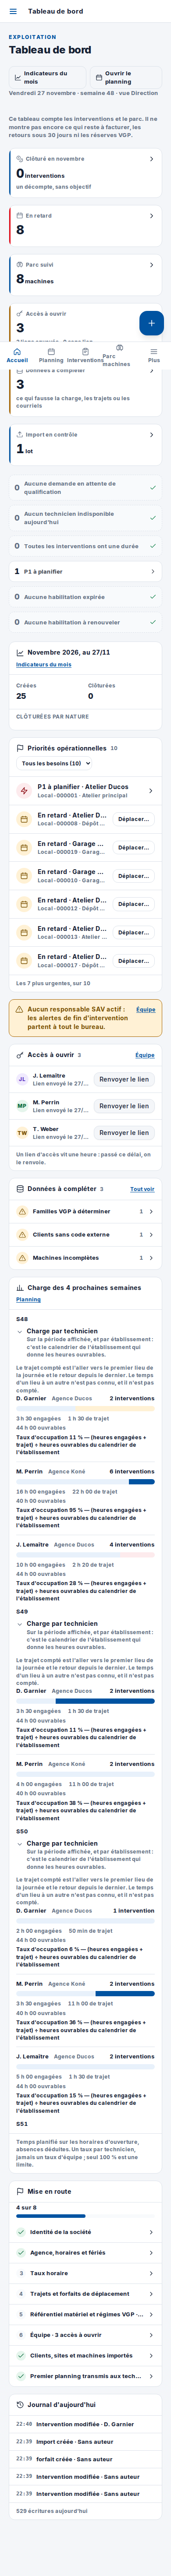 Tableau de bord
EXPLOITATION
Tableau de bord
Indicateurs du mois
Ouvrir le planning
Vendredi 27 novembre · semaine 48 · vue Direction
Tableau compte les interventions et le parc. Il ne montre pas encore ce qui reste à facturer, les retours sous 30 jours ni les réserves VGP.
Clôturé en novembre
0 interventions
un décompte, sans objectif
En retard
8
Parc suivi
8 machines
Accès à ouvrir
3
Accueil
Planning
Interventions
Parc machines
Plus
Données à compléter
3
ce qui fausse la charge, les trajets ou les courriels
Import en contrôle
1 lot
0 Aucune demande en attente de qualification
0 Aucun technicien indisponible aujourd'hui
0 Toutes les interventions ont une durée
1 P1 à planifier
0 Aucune habilitation expirée
0 Aucune habilitation à renouveler
Novembre 2026, au 27/11
Indicateurs du mois
Créées
25
Clôturées
0
CLÔTURÉES PAR NATURE
Priorités opérationnelles 10
Tous les besoins (10)
P1 à planifier · Atelier Ducos
Local-000001 · Atelier principal
En retard · Atelier D...
Local-000008 · Dépôt ...
Déplacer...
En retard · Garage ...
Local-000019 · Garag...
Déplacer...
En retard · Garage ...
Local-000010 · Garag...
Déplacer...
En retard · Atelier D...
Local-000012 · Dépôt ...
Déplacer...
En retard · Atelier D...
Local-000013 · Atelier ...
Déplacer...
En retard · Atelier D...
Local-000017 · Dépôt ...
Déplacer...
Les 7 plus urgentes, sur 10
Aucun responsable SAV actif : les alertes de fin d'intervention partent à tout le bureau.
Équipe
Accès à ouvrir 3
Équipe
JL
J. Lemaître
Lien envoyé le 27/...
Renvoyer le lien
MP
M. Perrin
Lien envoyé le 27/...
Renvoyer le lien
TW
T. Weber
Lien envoyé le 27/...
Renvoyer le lien
Un lien d'accès vit une heure : passé ce délai, on le renvoie.
Données à compléter 3
Tout voir
Familles VGP à déterminer 1
Clients sans code externe 1
Machines incomplètes 1
Charge des 4 prochaines semaines
Planning
S48
Charge par technicien
Sur la période affichée, et par établissement : c'est le calendrier de l'établissement qui donne les heures ouvrables.
Le trajet compté est l'aller vers le premier lieu de la journée et le retour depuis le dernier. Le temps d'un lieu à un autre n'est pas connu, et il n'est pas compté.
D. Garnier Agence Ducos 2 interventions
3 h 30 engagées 1 h 30 de trajet
44 h 00 ouvrables
Taux d'occupation 11 % — (heures engagées + trajet) ÷ heures ouvrables du calendrier de l'établissement
M. Perrin Agence Koné 6 interventions
16 h 00 engagées 22 h 00 de trajet
40 h 00 ouvrables
Taux d'occupation 95 % — (heures engagées + trajet) ÷ heures ouvrables du calendrier de l'établissement
J. Lemaître Agence Ducos 4 interventions
10 h 00 engagées 2 h 20 de trajet
44 h 00 ouvrables
Taux d'occupation 28 % — (heures engagées + trajet) ÷ heures ouvrables du calendrier de l'établissement
S49
Charge par technicien
Sur la période affichée, et par établissement : c'est le calendrier de l'établissement qui donne les heures ouvrables.
Le trajet compté est l'aller vers le premier lieu de la journée et le retour depuis le dernier. Le temps d'un lieu à un autre n'est pas connu, et il n'est pas compté.
D. Garnier Agence Ducos 2 interventions
3 h 30 engagées 1 h 30 de trajet
44 h 00 ouvrables
Taux d'occupation 11 % — (heures engagées + trajet) ÷ heures ouvrables du calendrier de l'établissement
M. Perrin Agence Koné 2 interventions
4 h 00 engagées 11 h 00 de trajet
40 h 00 ouvrables
Taux d'occupation 38 % — (heures engagées + trajet) ÷ heures ouvrables du calendrier de l'établissement
S50
Charge par technicien
Sur la période affichée, et par établissement : c'est le calendrier de l'établissement qui donne les heures ouvrables.
Le trajet compté est l'aller vers le premier lieu de la journée et le retour depuis le dernier. Le temps d'un lieu à un autre n'est pas connu, et il n'est pas compté.
D. Garnier Agence Ducos 1 intervention
2 h 00 engagées 50 min de trajet
44 h 00 ouvrables
Taux d'occupation 6 % — (heures engagées + trajet) ÷ heures ouvrables du calendrier de l'établissement
M. Perrin Agence Koné 2 interventions
3 h 30 engagées 11 h 00 de trajet
40 h 00 ouvrables
Taux d'occupation 36 % — (heures engagées + trajet) ÷ heures ouvrables du calendrier de l'établissement
J. Lemaître Agence Ducos 2 interventions
5 h 00 engagées 1 h 30 de trajet
44 h 00 ouvrables
Taux d'occupation 15 % — (heures engagées + trajet) ÷ heures ouvrables du calendrier de l'établissement
S51
Temps planifié sur les horaires d'ouverture, absences déduites. Un taux par technicien, jamais un taux d'équipe ; seul 100 % est une limite.
Mise en route
4 sur 8
Identité de la société
Agence, horaires et fériés
3 Taux horaire
4 Trajets et forfaits de déplacement
5 Référentiel matériel et régimes VGP ·...
6 Équipe · 3 accès à ouvrir
Clients, sites et machines importés
Premier planning transmis aux tech...
Journal d'aujourd'hui
22:40 Intervention modifiée · D. Garnier
22:39 Import créée · Sans auteur
22:39 forfait créée · Sans auteur
22:39 Intervention modifiée · Sans auteur
22:39 Intervention modifiée · Sans auteur
529 écritures aujourd'hui